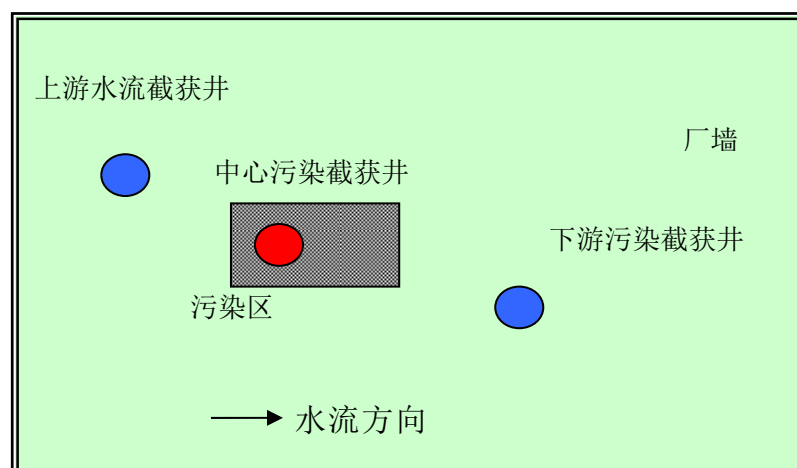 上游水流截获井
厂墙
中心污染截获井
下游污染截获井
污染区
水流方向